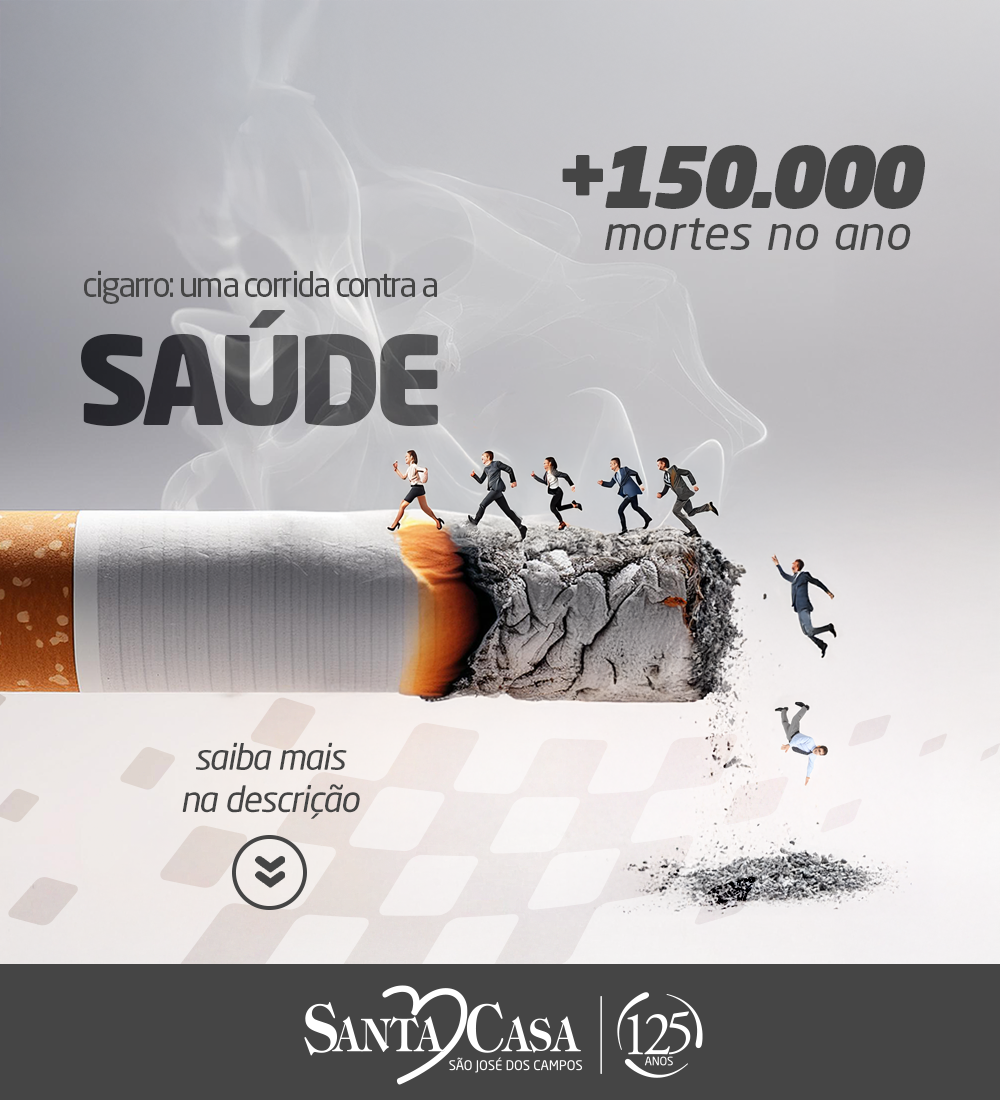 +150.000
mortes no ano
cigarro: uma corrida contra a
SAÚDE
saiba mais
na descrição
SANTA CASA
SÃO JOSÉ DOS CAMPOS
125
ANOS